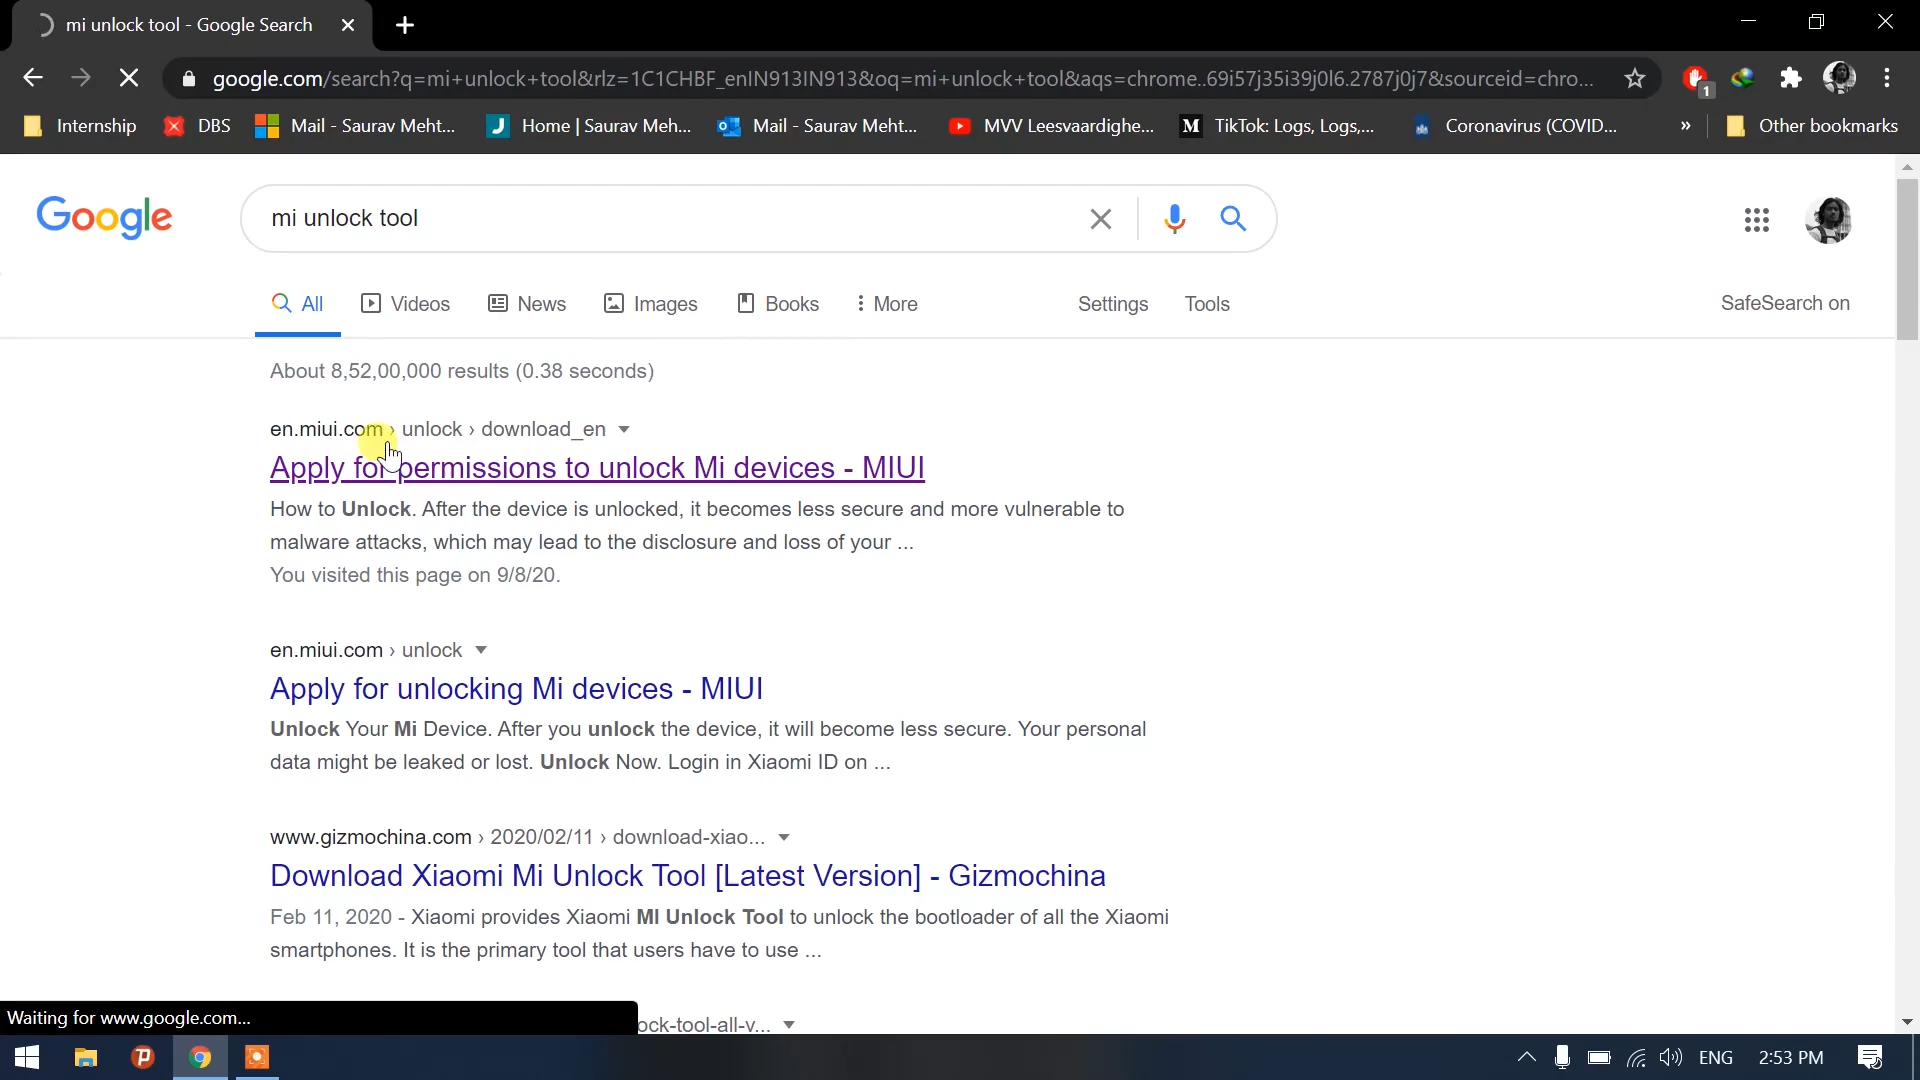 mi unlock tool - Google Search
google.com/search?q=mi+unlock+tool&rlz=1C1CHBF_enIN913IN913&oq=mi+unlock+tool&aqs=chrome..69i57j35i39j0l6.2787j0j7&sourceid=chro...
1
Internship DBS Mail - Saurav Meht... Home | Saurav Meh... Mail - Saurav Meht... MVV Leesvaardighe... M TikTok: Logs, Logs,... Coronavirus (COVID... » Other bookmarks
Google
mi unlock tool
All Videos News Images Books More Settings Tools SafeSearch on
About 8,52,00,000 results (0.38 seconds)
en.miui.com › unlock › download_en
Apply for permissions to unlock Mi devices - MIUI
How to Unlock. After the device is unlocked, it becomes less secure and more vulnerable to
malware attacks, which may lead to the disclosure and loss of your ...
You visited this page on 9/8/20.
en.miui.com › unlock
Apply for unlocking Mi devices - MIUI
Unlock Your Mi Device. After you unlock the device, it will become less secure. Your personal
data might be leaked or lost. Unlock Now. Login in Xiaomi ID on ...
www.gizmochina.com › 2020/02/11 › download-xiao...
Download Xiaomi Mi Unlock Tool [Latest Version] - Gizmochina
Feb 11, 2020 - Xiaomi provides Xiaomi MI Unlock Tool to unlock the bootloader of all the Xiaomi
smartphones. It is the primary tool that users have to use ...
Waiting for www.google.com...
ock-tool-all-v...
ENG 2:53 PM